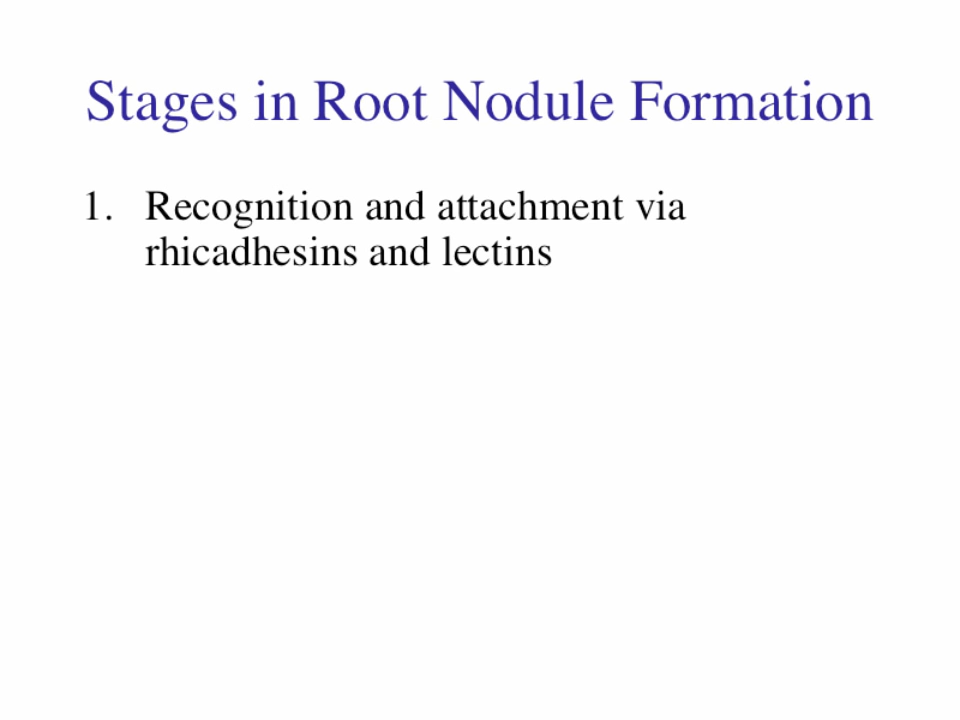 Stages in Root Nodule Formation
1. Recognition and attachment via
rhicadhesins and lectins